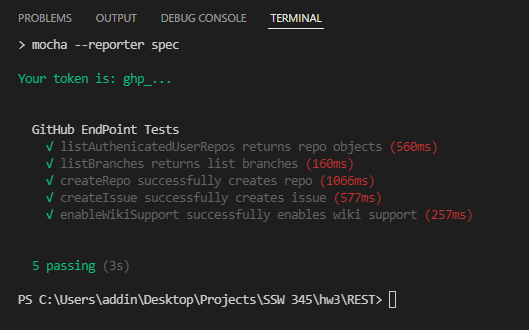 PROBLEMS OUTPUT DEBUG CONSOLE TERMINAL
> mocha --reporter spec
Your token is: ghp_...
GitHub EndPoint Tests
√ listAuthenicatedUserRepos returns repo objects (560ms)
√ listBranches returns list branches (160ms)
√ createRepo successfully creates repo (1066ms)
√ createIssue successfully creates issue (577ms)
√ enableWikiSupport successfully enables wiki support (257ms)
5 passing (3s)
PS C:\Users\addin\Desktop\Projects\SSW 345\hw3\REST>